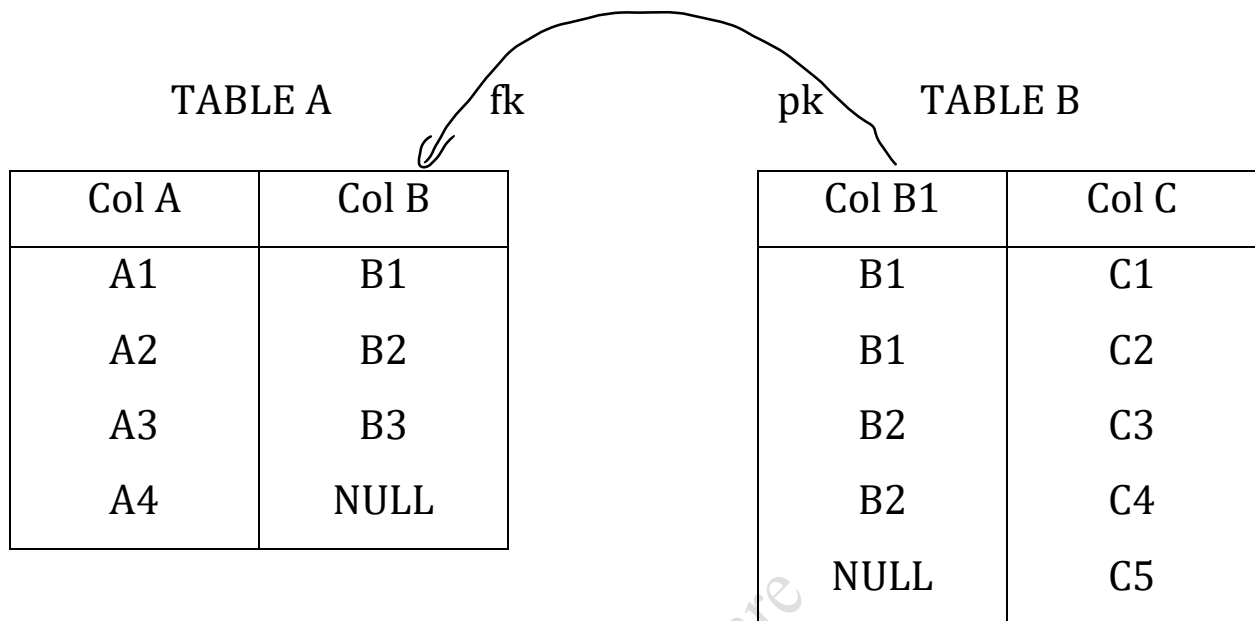 TABLE A fk pk TABLE B
Col A Col B Col B1 Col C
A1 B1 B1 C1
A2 B2 B1 C2
A3 B3 B2 C3
A4 NULL B2 C4
NULL C5